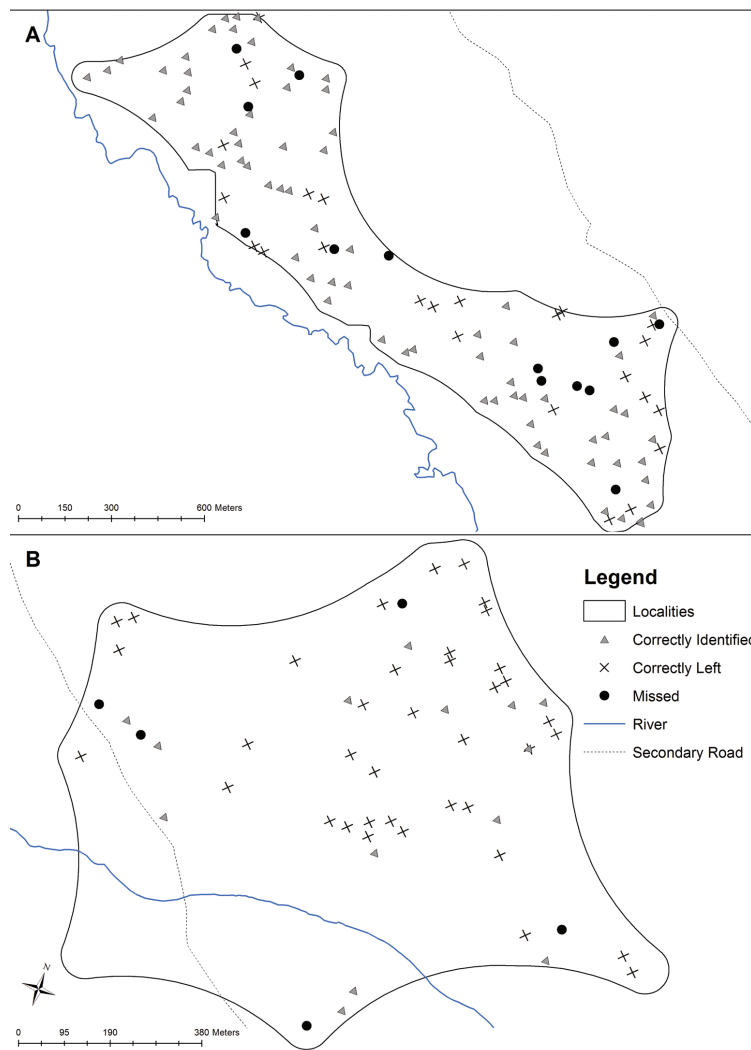 A
0 150 300 600 Meters
B
Legend
Localities
Correctly Identified
Correctly Left
Missed
River
Secondary Road
N
0 95 190 380 Meters